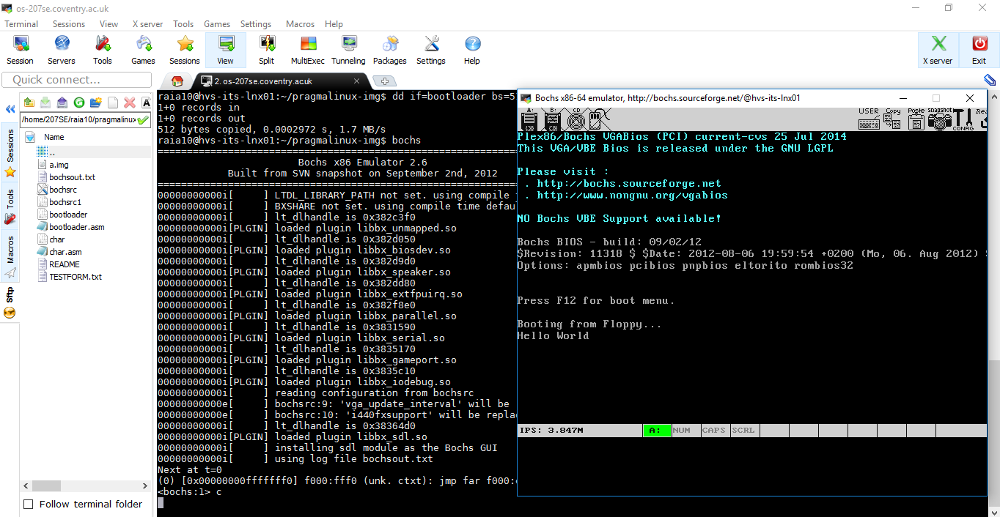 os-207se.coventry.ac.uk
Terminal Sessions View X server Tools Games Settings Macros Help
Session Servers Tools Games Sessions View Split MultiExec Tunneling Packages Settings Help X server Exit
Quick connect...
2. os-207se.coventry.ac.uk
/home/207SE/raia10/pragmalinux
Name
..
a.img
bochsout.txt
bochsrc
bochsrc1
bootloader
bootloader.asm
char
char.asm
README
TESTFORM.txt
Sessions
Tools
Macros
Sftp
Follow terminal folder
raia10@hvs-its-lnx01:~/pragmalinux-img$ dd if=bootloader bs=5
1+0 records in
1+0 records out
512 bytes copied, 0.0002972 s, 1.7 MB/s
raia10@hvs-its-lnx01:~/pragmalinux-img$ bochs
========================================================================
Bochs x86 Emulator 2.6
Built from SVN snapshot on September 2nd, 2012
========================================================================
00000000000i[     ] LTDL_LIBRARY_PATH not set. using compile
00000000000i[     ] BXSHARE not set. using compile time defau
00000000000i[     ] lt_dlhandle is 0x382c3f0
00000000000i[PLGIN] loaded plugin libbx_unmapped.so
00000000000i[     ] lt_dlhandle is 0x382d050
00000000000i[PLGIN] loaded plugin libbx_biosdev.so
00000000000i[     ] lt_dlhandle is 0x382d9d0
00000000000i[PLGIN] loaded plugin libbx_speaker.so
00000000000i[     ] lt_dlhandle is 0x382dd80
00000000000i[PLGIN] loaded plugin libbx_extfpuirq.so
00000000000i[     ] lt_dlhandle is 0x382f8e0
00000000000i[PLGIN] loaded plugin libbx_parallel.so
00000000000i[     ] lt_dlhandle is 0x3831590
00000000000i[PLGIN] loaded plugin libbx_serial.so
00000000000i[     ] lt_dlhandle is 0x3835170
00000000000i[PLGIN] loaded plugin libbx_gameport.so
00000000000i[     ] lt_dlhandle is 0x3835c10
00000000000i[PLGIN] loaded plugin libbx_iodebug.so
00000000000i[     ] reading configuration from bochsrc
00000000000e[     ] bochsrc:9: 'vga_update_interval' will be
00000000000e[     ] bochsrc:10: 'i440fxsupport' will be repla
00000000000i[     ] lt_dlhandle is 0x38364d0
00000000000i[PLGIN] loaded plugin libbx_sdl.so
00000000000i[     ] installing sdl module as the Bochs GUI
00000000000i[     ] using log file bochsout.txt
Next at t=0
(0) [0x00000000fffffff0] f000:fff0 (unk. ctxt): jmp far f000:
<bochs:1> c
Bochs x86-64 emulator, http://bochs.sourceforge.net/@hvs-its-lnx01
A: B: CD USER Copy Paste snapshot CONFIG Re
Plex86/Bochs VGABios (PCI) current-cvs 25 Jul 2014
This VGA/VBE Bios is released under the GNU LGPL
Please visit :
. http://bochs.sourceforge.net
. http://www.nongnu.org/vgabios
NO Bochs VBE Support available!
Bochs BIOS - build: 09/02/12
$Revision: 11318 $ $Date: 2012-08-06 19:59:54 +0200 (Mo, 06. Aug 2012) $
Options: apmbios pcibios pnpbios eltorito rombios32
Press F12 for boot menu.
Booting from Floppy...
Hello World
IPS: 3.847M A: NUM CAPS SCRL